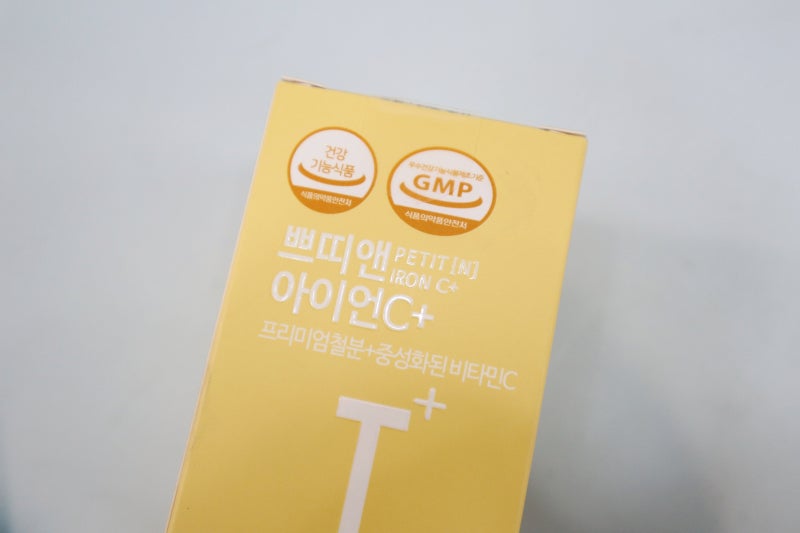 건강
기능식품
식품의약품안전처
우수건강기능식품제조기준
GMP
식품의약품안전처
쁘띠앤 PETIT [N]
IRON C+
아이언C+
프리미엄철분+중성화된 비타민C
I+